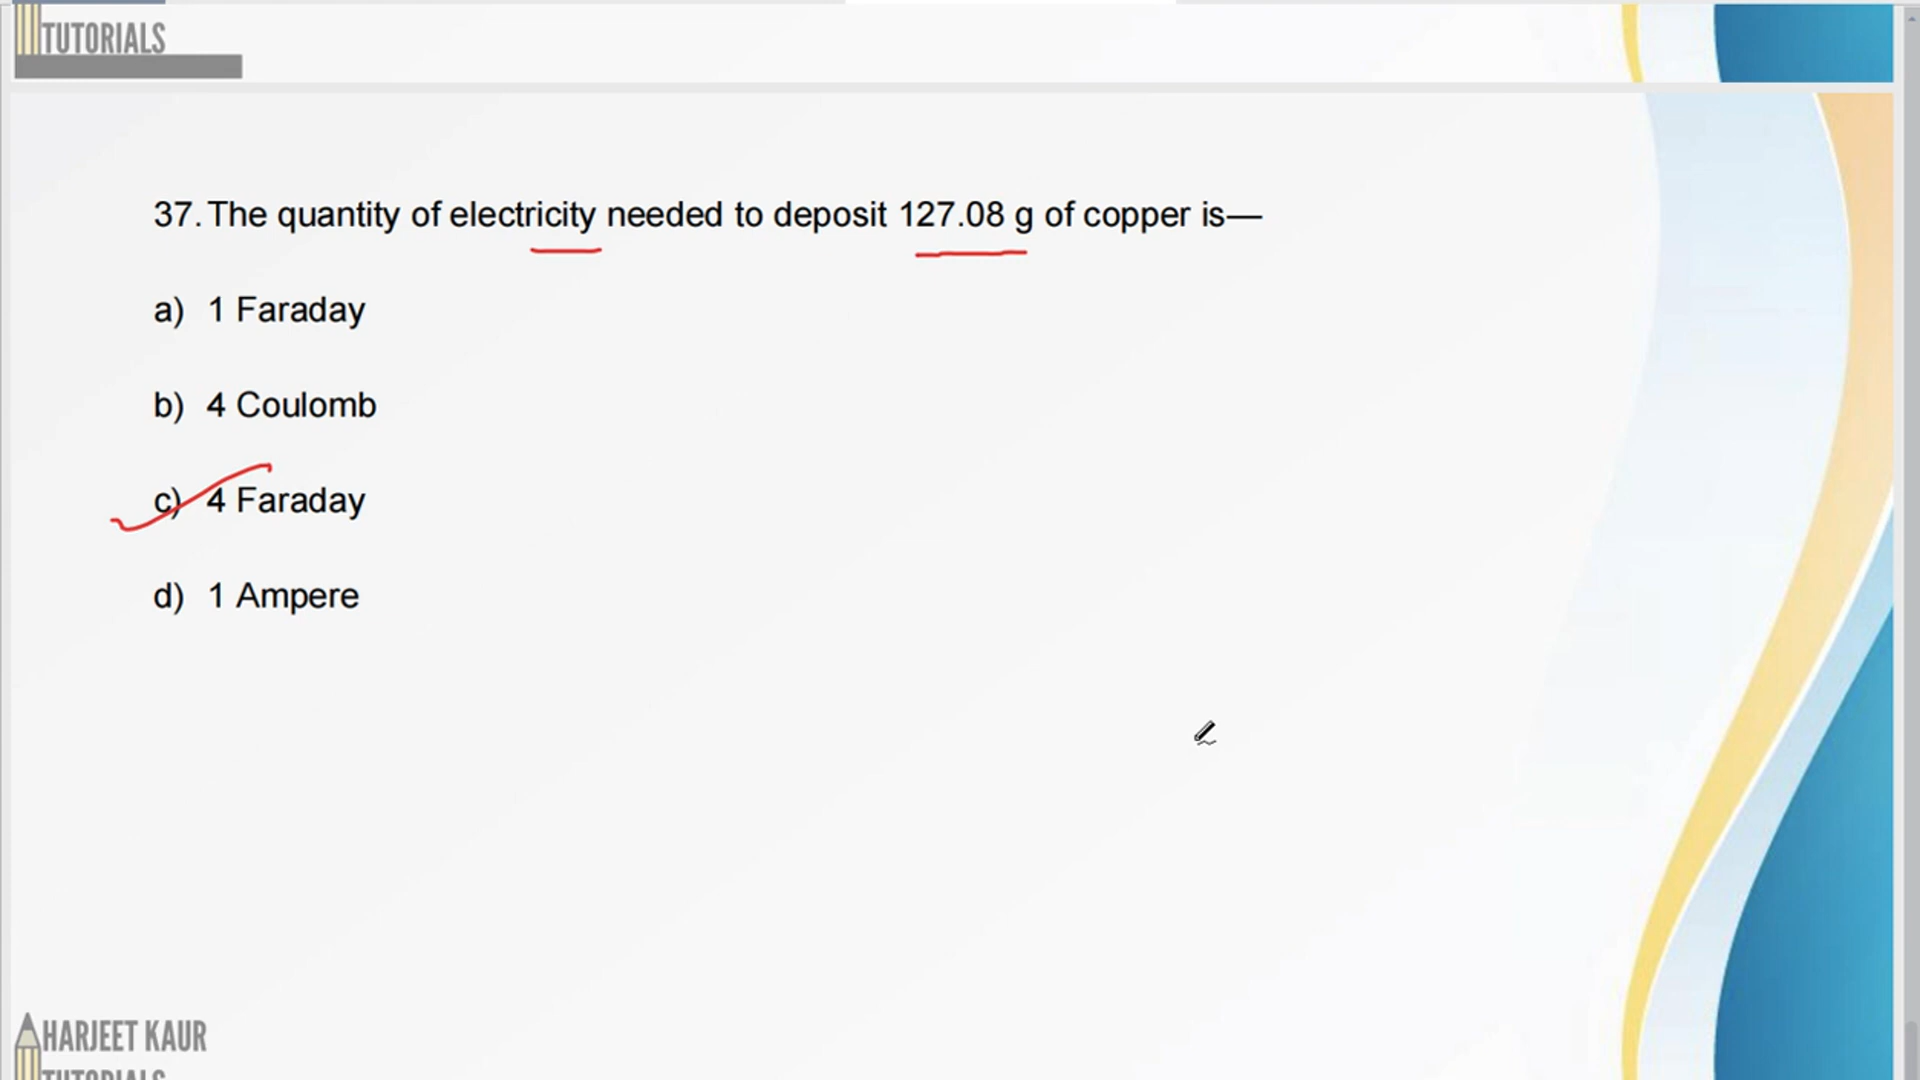 TUTORIALS
37. The quantity of electricity needed to deposit 127.08 g of copper is—
a) 1 Faraday
b) 4 Coulomb
c) 4 Faraday
d) 1 Ampere
HARJEET KAUR
TUTORIALS